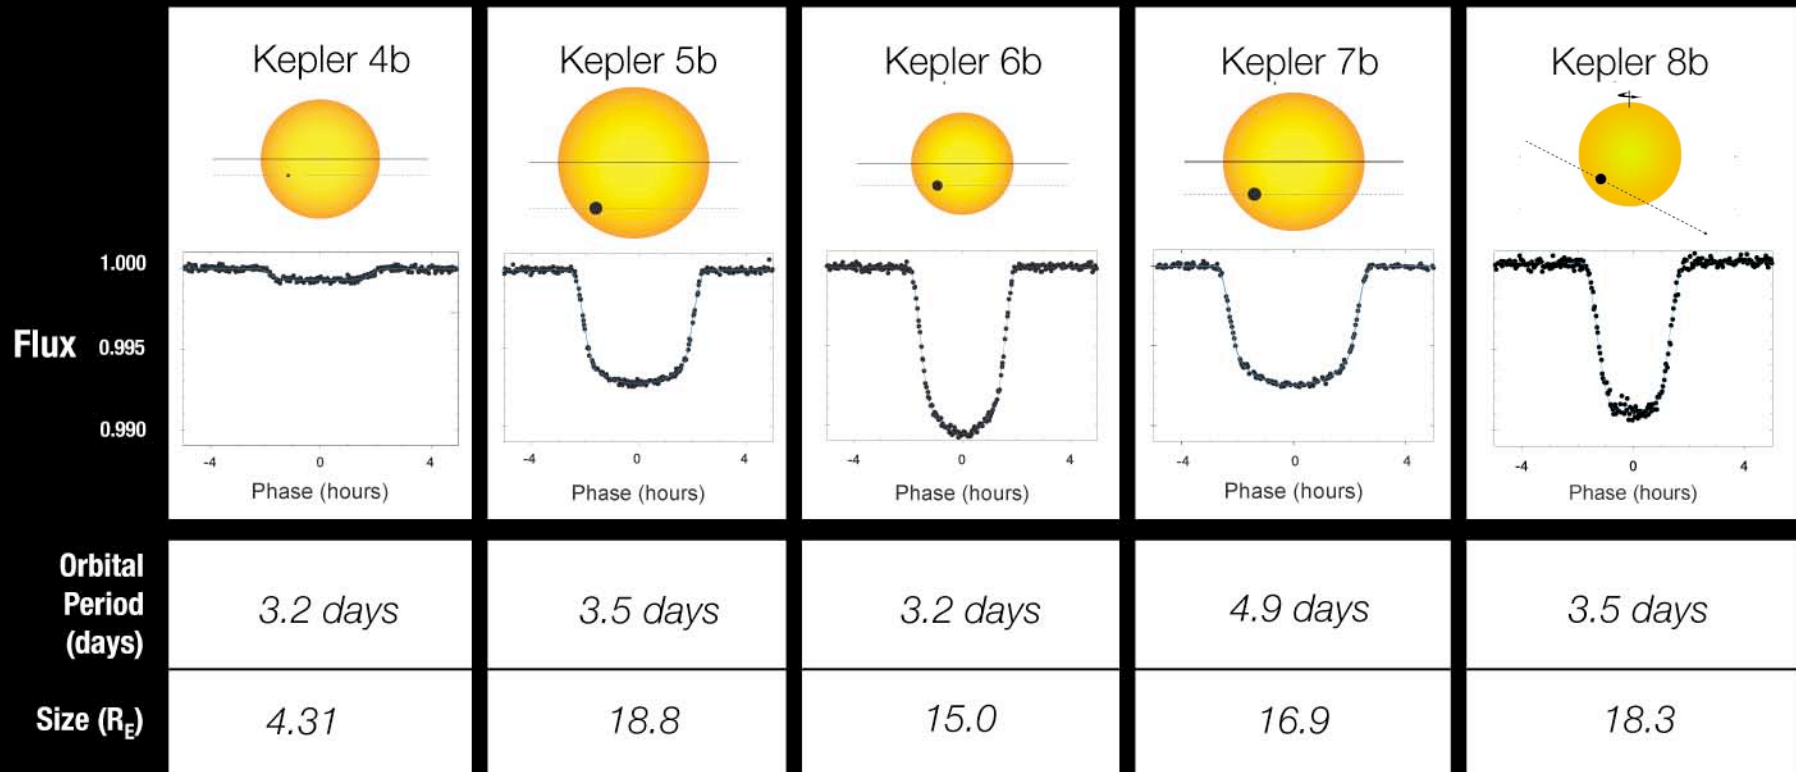 Kepler 4b
Kepler 5b
Kepler 6b
Kepler 7b
Kepler 8b
Flux
1.000
0.995
0.990
-4 0 4
Phase (hours)
-4 0 4
Phase (hours)
-4 0 4
Phase (hours)
-4 0 4
Phase (hours)
-4 0 4
Phase (hours)
Orbital
Period
(days)
3.2 days
3.5 days
3.2 days
4.9 days
3.5 days
Size (RE)
4.31
18.8
15.0
16.9
18.3